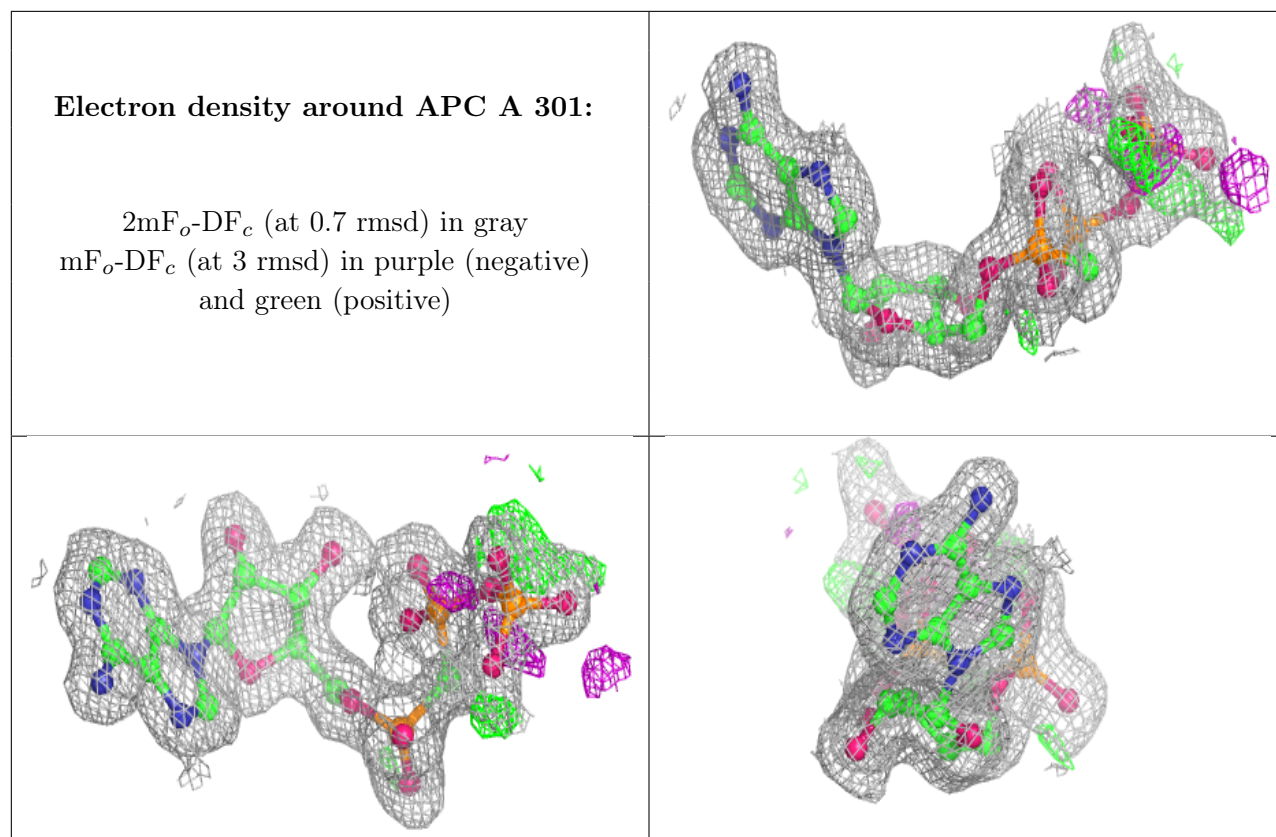 Electron density around APC A 301:
2mFₒ-DF𝒸 (at 0.7 rmsd) in gray
mFₒ-DF𝒸 (at 3 rmsd) in purple (negative)
and green (positive)